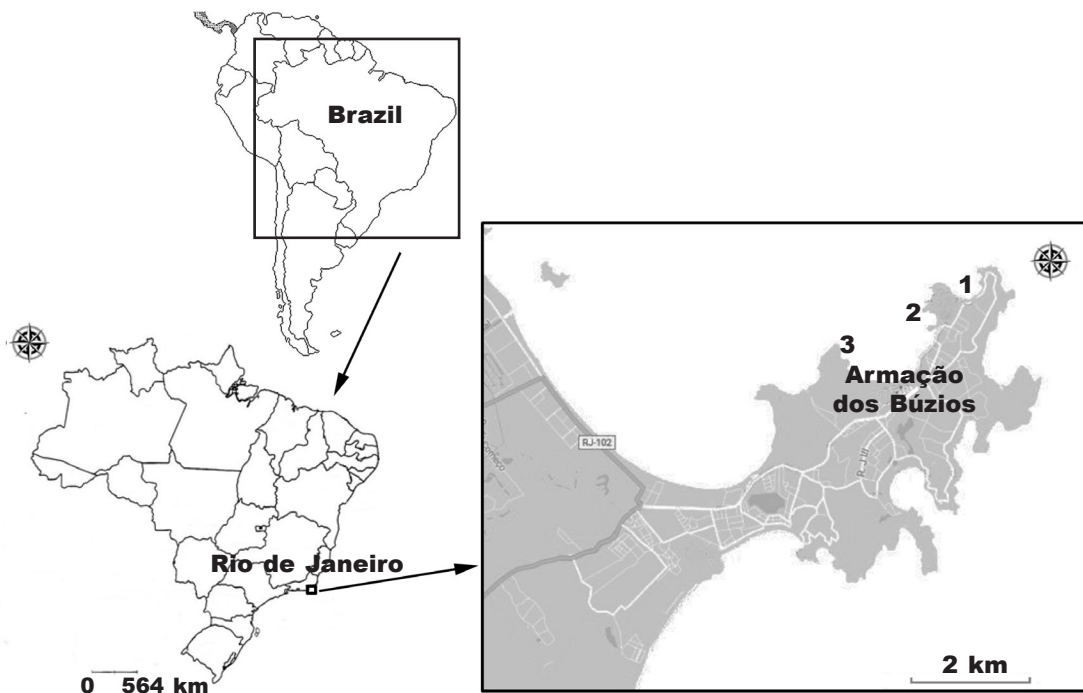 Brazil
1
2
3
Armação
dos Búzios
RJ-102
Rio de Janeiro
2 km
0 564 km